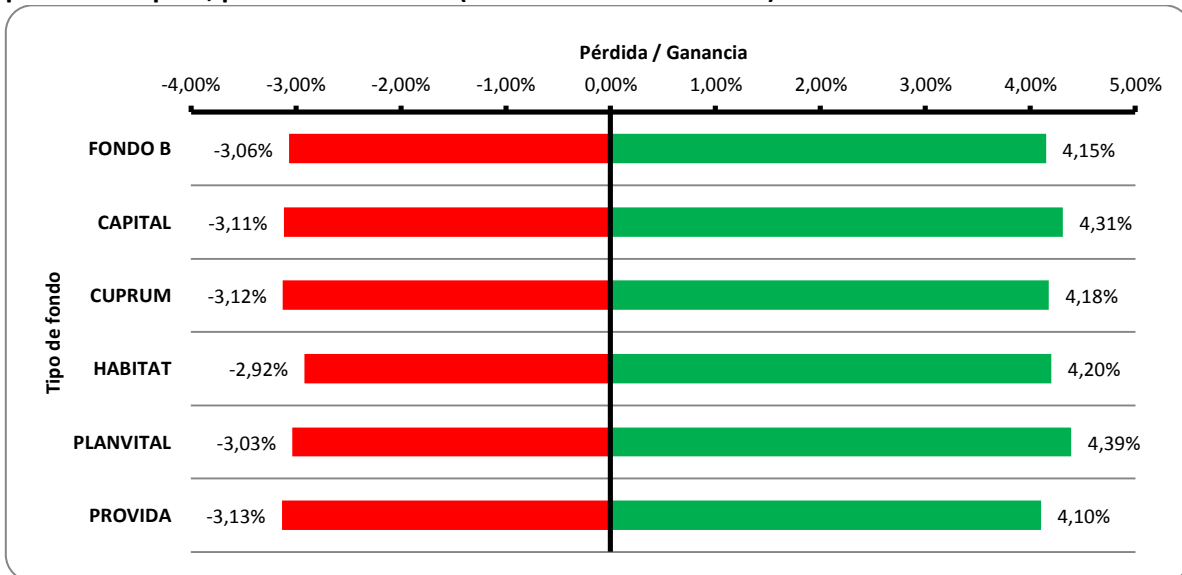 Pérdida / Ganancia
-4,00% -3,00% -2,00% -1,00% 0,00% 1,00% 2,00% 3,00% 4,00% 5,00%
Tipo de fondo
FONDO B -3,06% 4,15%
CAPITAL -3,11% 4,31%
CUPRUM -3,12% 4,18%
HABITAT -2,92% 4,20%
PLANVITAL -3,03% 4,39%
PROVIDA -3,13% 4,10%